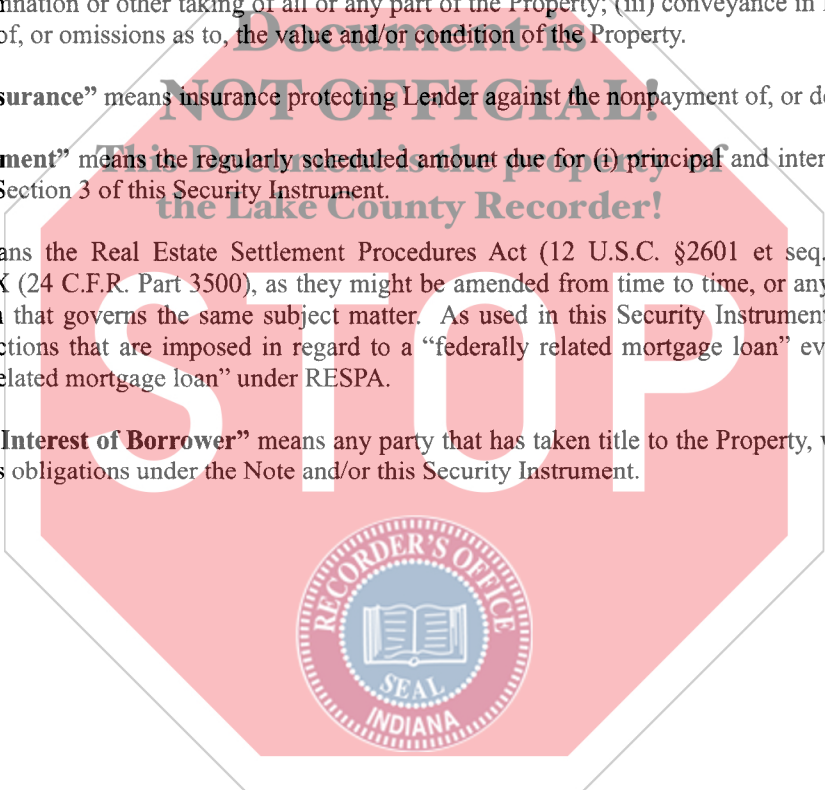 nination or other taking of all or any part of the Property; (iii) conveyance in
of, or omissions as to, the value and/or condition of the Property.
Document is
NOT OFFICIAL!
surance” means insurance protecting Lender against the nonpayment of, or d
This Document is the property of
the Lake County Recorder!
ment” means the regularly scheduled amount due for (i) principal and inter
Section 3 of this Security Instrument.
ans the Real Estate Settlement Procedures Act (12 U.S.C. §2601 et seq.
X (24 C.F.R. Part 3500), as they might be amended from time to time, or any
that governs the same subject matter. As used in this Security Instrument
ctions that are imposed in regard to a “federally related mortgage loan” ev
elated mortgage loan” under RESPA.
STOP
Interest of Borrower” means any party that has taken title to the Property,
s obligations under the Note and/or this Security Instrument.
RECORDER'S OFFICE
SEAL
INDIANA